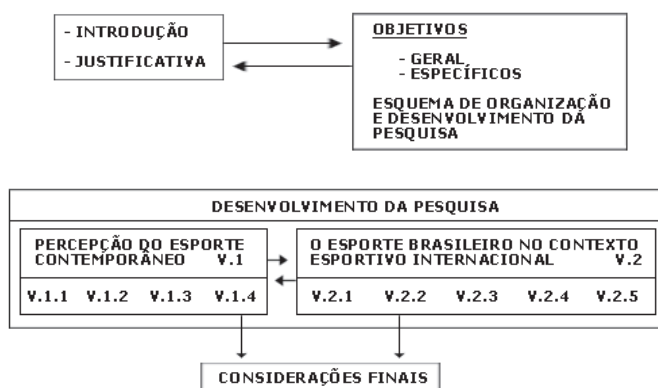 - INTRODUÇÃO
- JUSTIFICATIVA
OBJETIVOS
- GERAL
- ESPECÍFICOS
ESQUEMA DE ORGANIZAÇÃO
E DESENVOLVIMENTO DA
PESQUISA
DESENVOLVIMENTO DA PESQUISA
PERCEPÇÃO DO ESPORTE
CONTEMPORÂNEO V.1
V.1.1 V.1.2 V.1.3 V.1.4
O ESPORTE BRASILEIRO NO CONTEXTO
ESPORTIVO INTERNACIONAL V.2
V.2.1 V.2.2 V.2.3 V.2.4 V.2.5
CONSIDERAÇÕES FINAIS